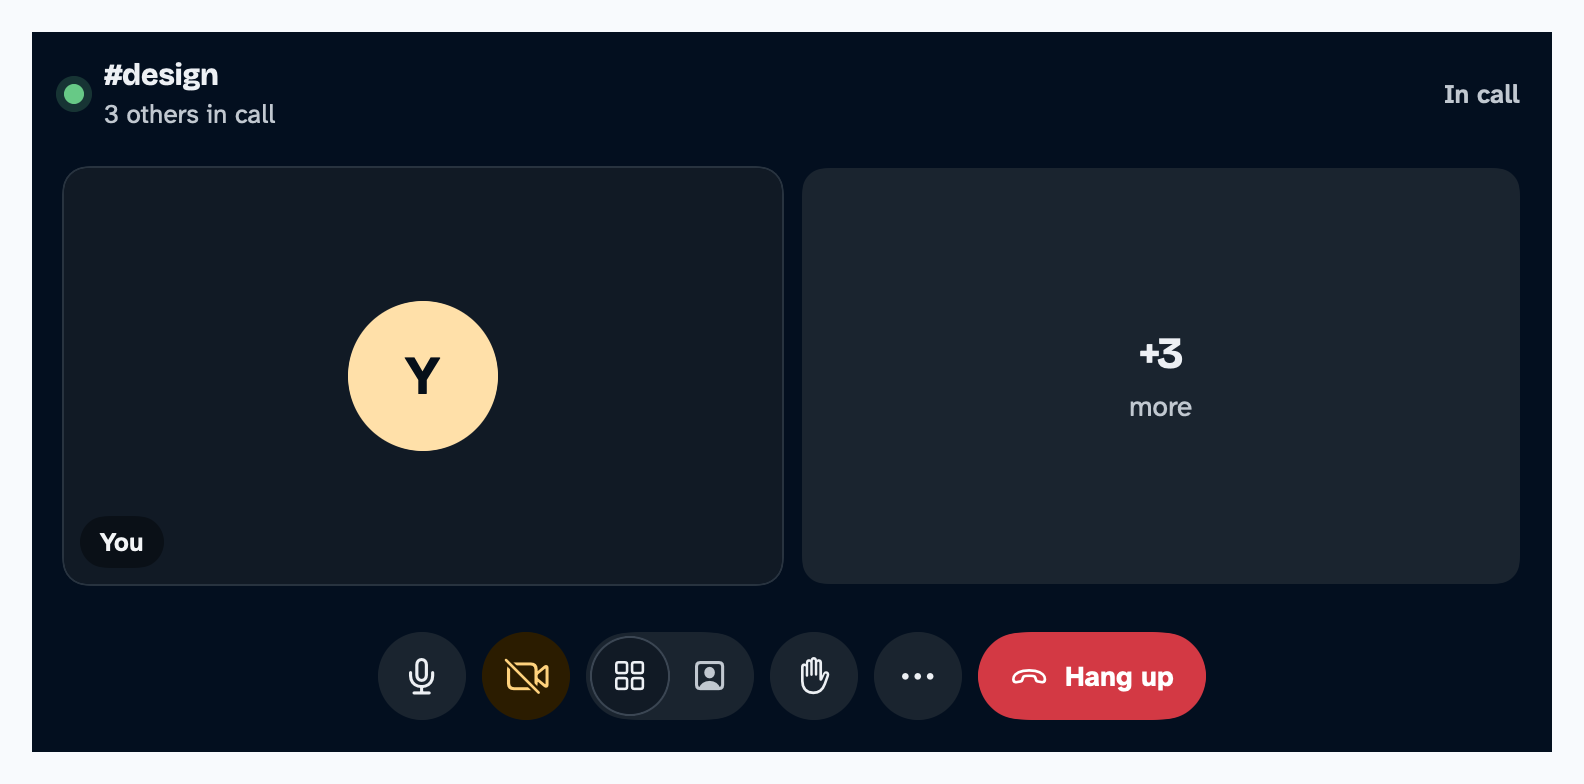 #design
3 others in call
In call
Y
You
+3
more
Hang up